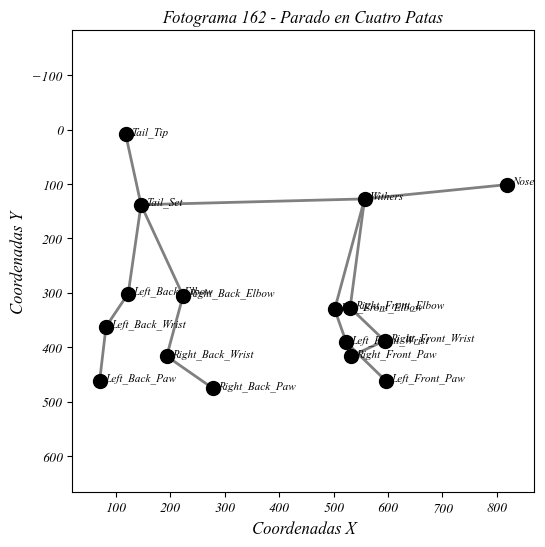 Fotograma 162 - Parado en Cuatro Patas
−100
0
100
200
300
400
500
600
Coordenadas Y
Tail_Tip
Nose
Withers
Tail_Set
Left_Back_Elbow
Right_Back_Elbow
Right_Front_Elbow
Front_Elbow
Left_Back_Wrist
Right_Front_Wrist
Left_Front_Wrist
Right_Back_Wrist
Right_Front_Paw
Left_Back_Paw
Left_Front_Paw
Right_Back_Paw
100
200
300
400
500
600
700
800
Coordenadas X